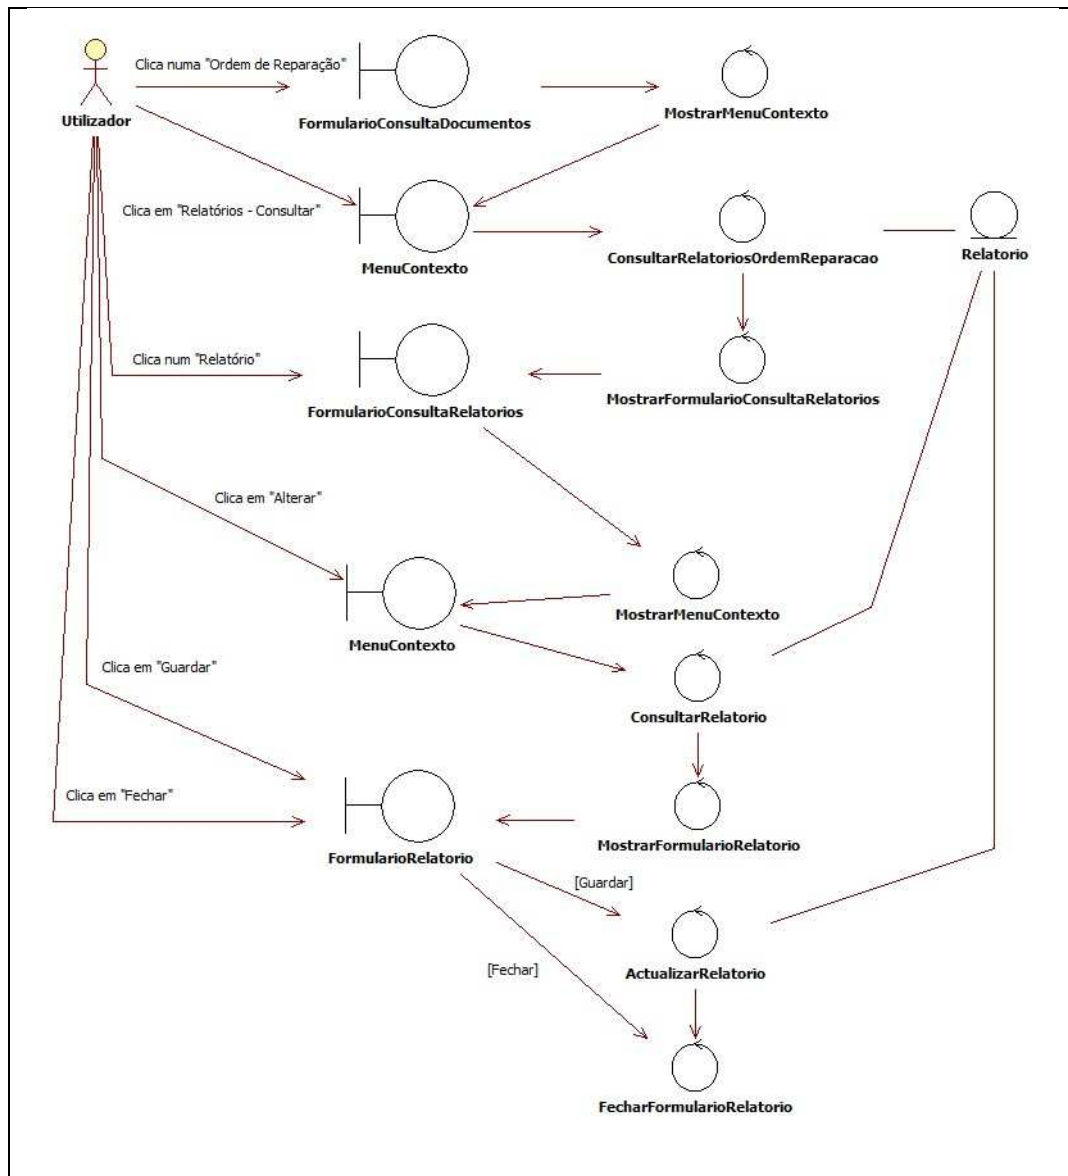 Clica numa "Ordem de Reparação"
Utilizador
FormularioConsultaDocumentos
MostrarMenuContexto
Clica em "Relatórios - Consultar"
MenuContexto
ConsultarRelatoriosOrdemReparacao
Relatorio
Clica num "Relatório"
FormularioConsultaRelatorios
MostrarFormularioConsultaRelatorios
Clica em "Alterar"
MenuContexto
MostrarMenuContexto
Clica em "Guardar"
ConsultarRelatorio
Clica em "Fechar"
FormularioRelatorio
MostrarFormularioRelatorio
[Guardar]
[Fechar]
ActualizarRelatorio
FecharFormularioRelatorio